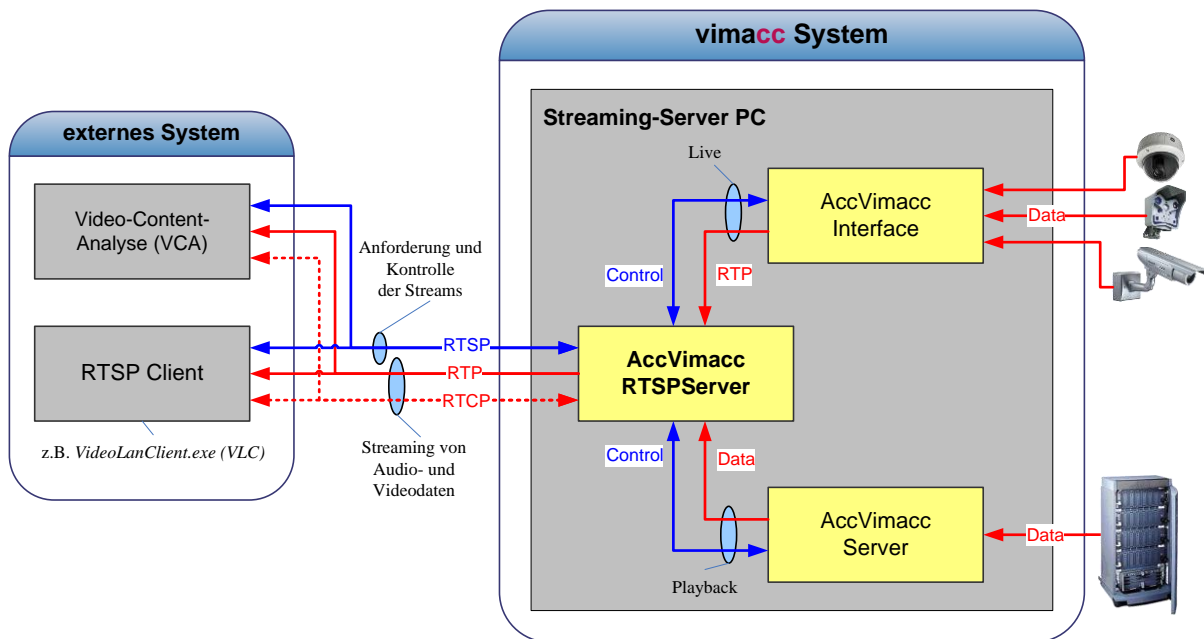 vimacc System
externes System
Video-Content-
Analyse (VCA)
RTSP Client
z.B. VideoLanClient.exe (VLC)
Anforderung und
Kontrolle
der Streams
RTSP
RTP
RTCP
Streaming von
Audio- und
Videodaten
Streaming-Server PC
Live
Control
RTP
AccVimacc
Interface
Data
AccVimacc
RTSPServer
Control
Data
Playback
AccVimacc
Server
Data